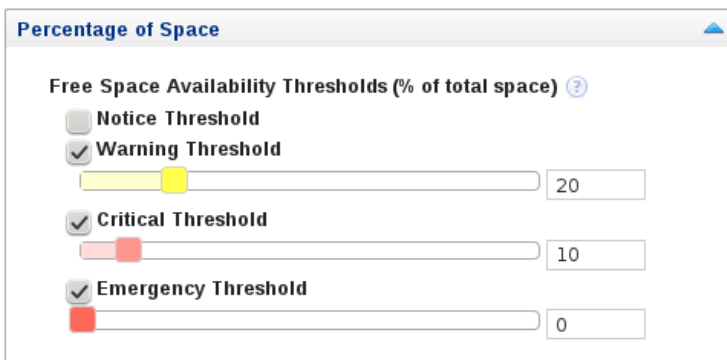 Percentage of Space
Free Space Availability Thresholds (% of total space) ?
Notice Threshold
Warning Threshold
20
Critical Threshold
10
Emergency Threshold
0